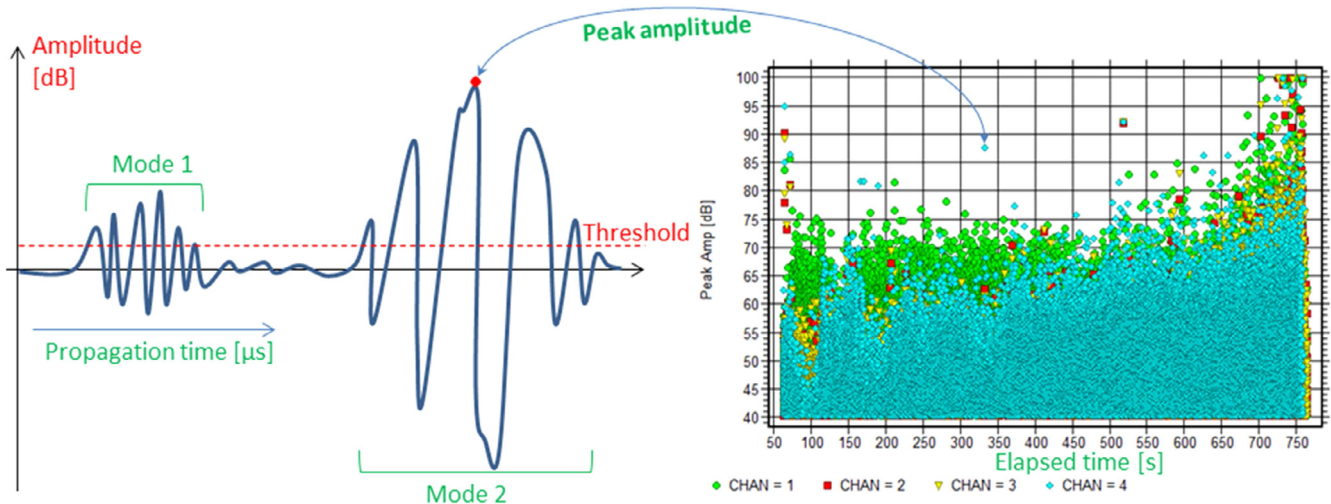 Amplitude
[dB]
Peak amplitude
Mode 1
Threshold
Propagation time [µs]
Mode 2
Peak Amp [dB]
100
95
90
85
80
75
70
65
60
55
50
45
40
50 100 150 200 250 300 350 400 450 500 550 600 650 700 750
Elapsed time [s]
CHAN = 1 CHAN = 2 CHAN = 3 CHAN = 4